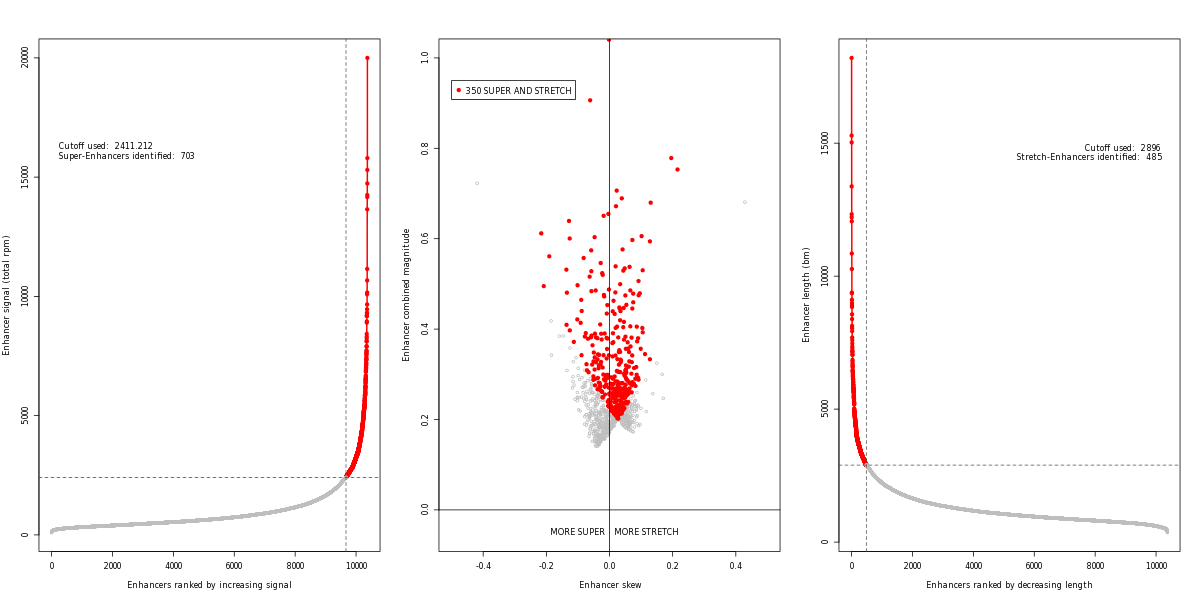 Enhancer signal (total rpm)
20000
15000
10000
5000
0
Cutoff used: 2411.212
Super-Enhancers identified: 703
0 2000 4000 6000 8000 10000
Enhancers ranked by increasing signal
Enhancer combined magnitude
1.0
0.8
0.6
0.4
0.2
0.0
350 SUPER AND STRETCH
MORE SUPER MORE STRETCH
-0.4 -0.2 0.0 0.2 0.4
Enhancer skew
Enhancer length (bm)
15000
10000
5000
0
Cutoff used: 2896
Stretch-Enhancers identified: 485
0 2000 4000 6000 8000 10000
Enhancers ranked by decreasing length